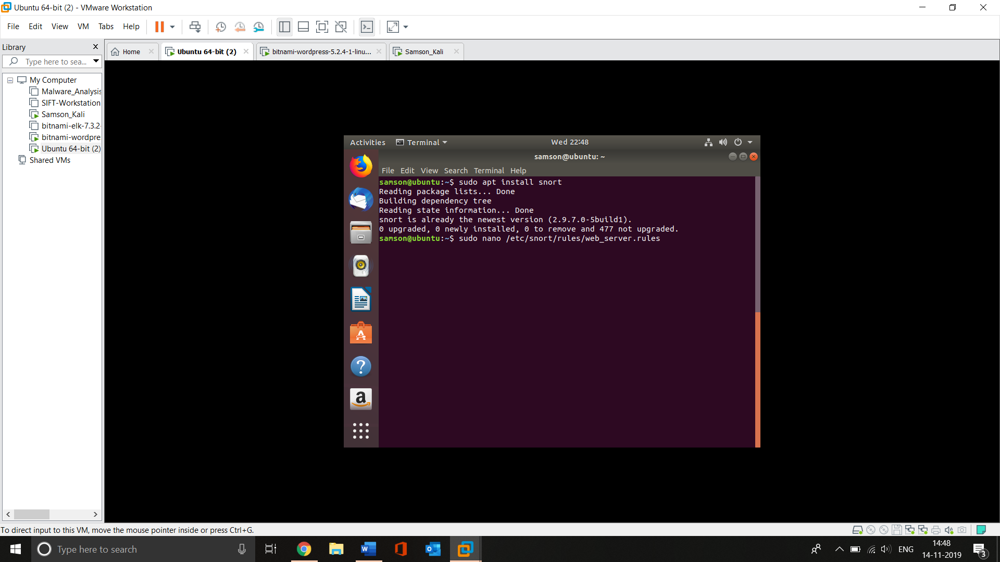 Ubuntu 64-bit (2) - VMware Workstation
File Edit View VM Tabs Help
Library
Type here to sea...
Home
Ubuntu 64-bit (2)
bitnami-wordpress-5.2.4-1-linu...
Samson_Kali
My Computer
Malware_Analysis
SIFT-Workstation
Samson_Kali
bitnami-elk-7.3.2-
bitnami-wordpre
Ubuntu 64-bit (2)
Shared VMs
Activities Terminal Wed 22:48
samson@ubuntu: ~
File Edit View Search Terminal Help
samson@ubuntu:~$ sudo apt install snort
Reading package lists... Done
Building dependency tree
Reading state information... Done
snort is already the newest version (2.9.7.0-5build1).
0 upgraded, 0 newly installed, 0 to remove and 477 not upgraded.
samson@ubuntu:~$ sudo nano /etc/snort/rules/web_server.rules
To direct input to this VM, move the mouse pointer inside or press Ctrl+G.
Type here to search
ENG
14:48
14-11-2019
3